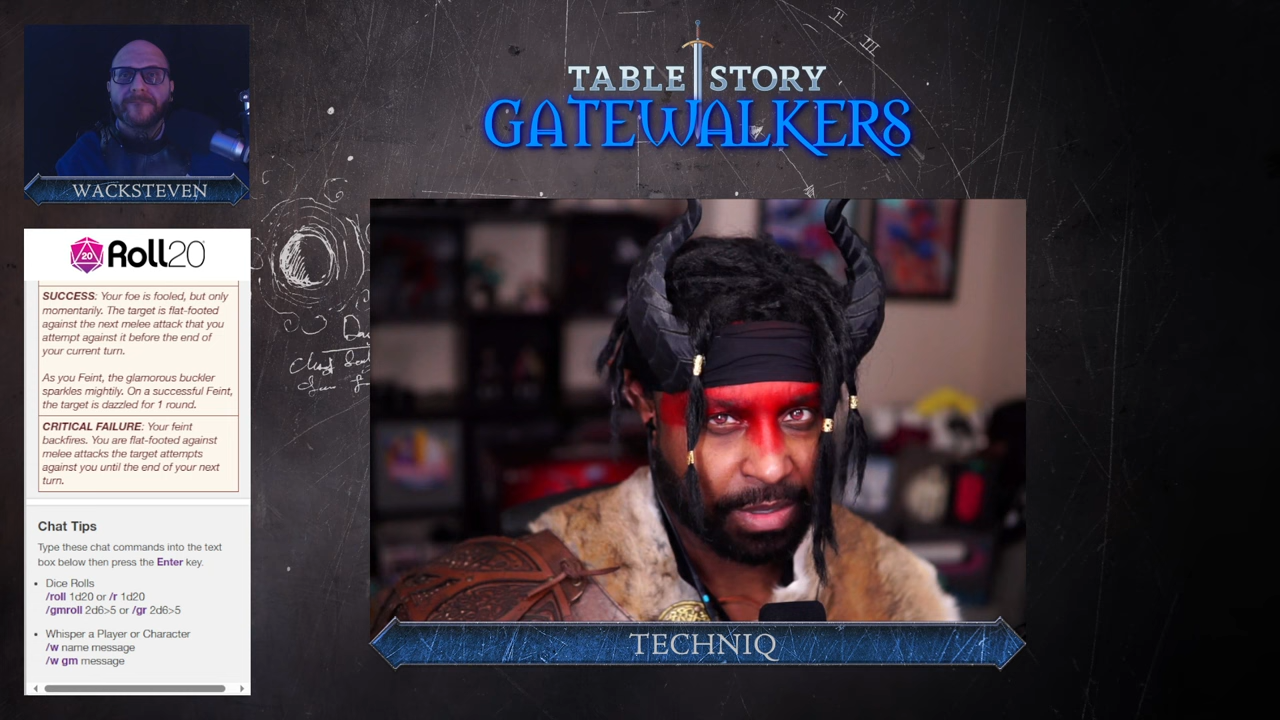 TABLE STORY
GATEWALKERS
WACKSTEVEN
20
Roll20
SUCCESS: Your foe is fooled, but only
momentarily. The target is flat-footed
against the next melee attack that you
attempt against it before the end of
your current turn.
As you Feint, the glamorous buckler
sparkles mightily. On a successful Feint,
the target is dazzled for 1 round.
CRITICAL FAILURE: Your feint
backfires. You are flat-footed against
melee attacks the target attempts
against you until the end of your next
turn.
Chat Tips
Type these chat commands into the text
box below then press the Enter key.
• Dice Rolls
/roll 1d20 or /r 1d20
/gmroll 2d6>5 or /gr 2d6>5
• Whisper a Player or Character
/w name message
/w gm message
TECHNIQ
II
III